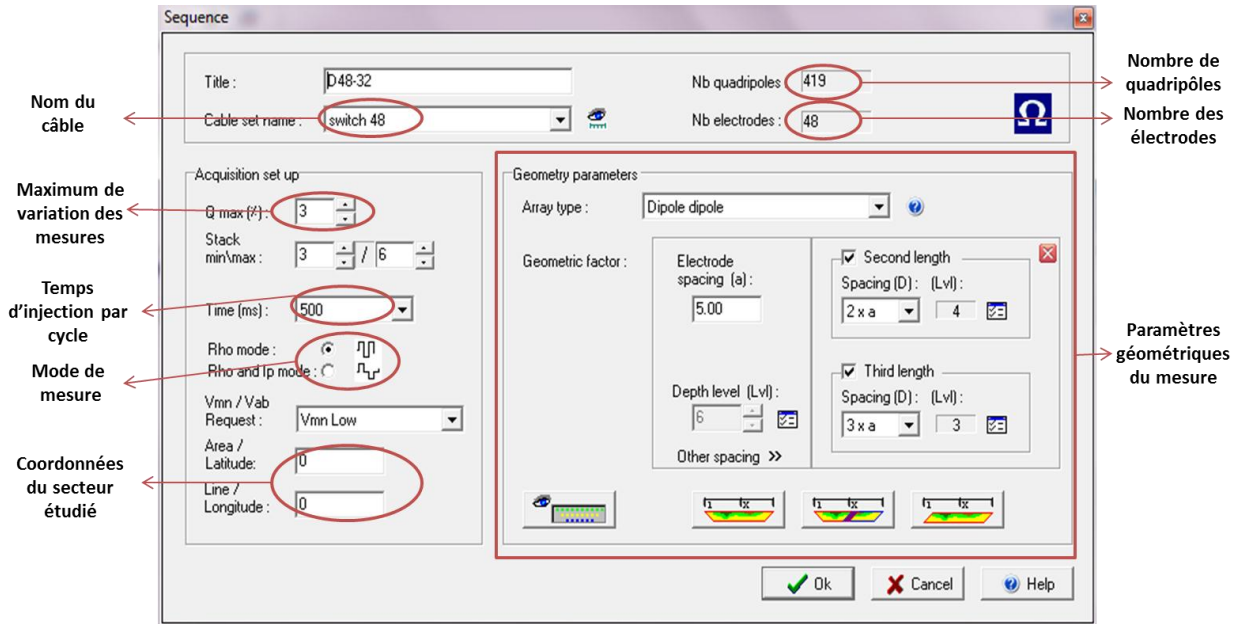 Sequence
Title :
D48-32
Nb quadripoles :
419
Cable set name :
switch 48
Nb electrodes :
48
Ω
Nom du
câble
Nombre de
quadripôles
Nombre des
électrodes
Acquisition set up
Q max (%) :
3
Stack
min\max :
3 / 6
Time (ms) :
500
Rho mode :
Rho and Ip mode :
Vmn / Vab
Request :
Vmn Low
Area /
Latitude:
0
Line /
Longitude :
0
Maximum de
variation des
mesures
Temps
d’injection par
cycle
Mode de
mesure
Coordonnées
du secteur
étudié
Geometry parameters
Array type :
Dipole dipole
Geometric factor :
Electrode
spacing (a) :
5.00
Depth level (Lvl) :
6
Other spacing >>
Second length
Spacing (D) : (Lvl) :
2 x a 4
Third length
Spacing (D) : (Lvl) :
3 x a 3
1 x
1 x
1 x
Paramètres
géométriques
du mesure
Ok
Cancel
Help